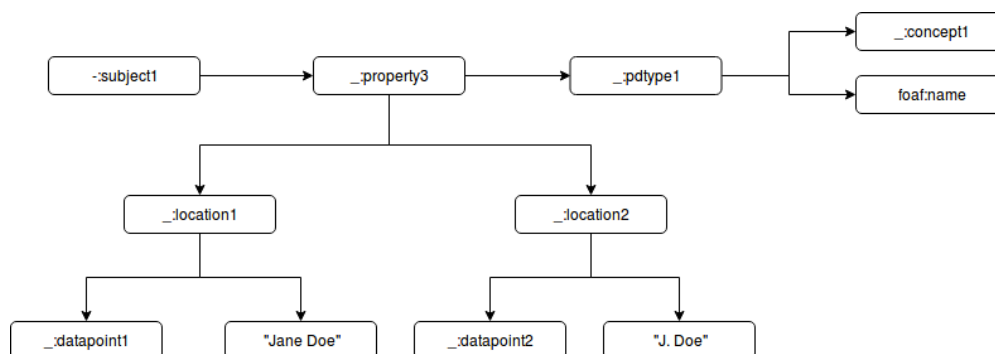 _:concept1
-:subject1
_:property3
_:pdtype1
foaf:name
_:location1
_:location2
_:datapoint1
"Jane Doe"
_:datapoint2
"J. Doe"